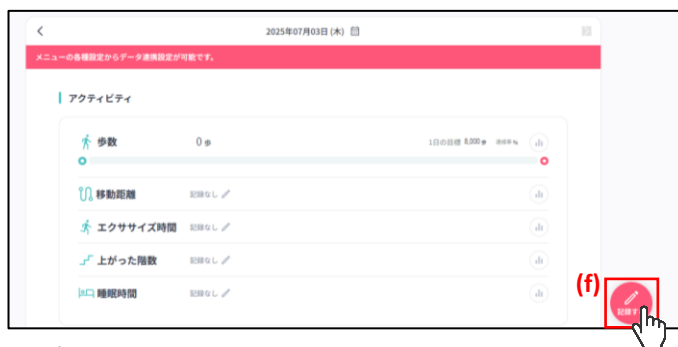 2025年07月03日 (木)
メニューの各種設定からデータ連携設定が可能です。
アクティビティ
歩数 0 歩 1日の目標 8,000 歩
移動距離 記録なし
エクササイズ時間 記録なし
上がった階数 記録なし
睡眠時間 記録なし
(f)